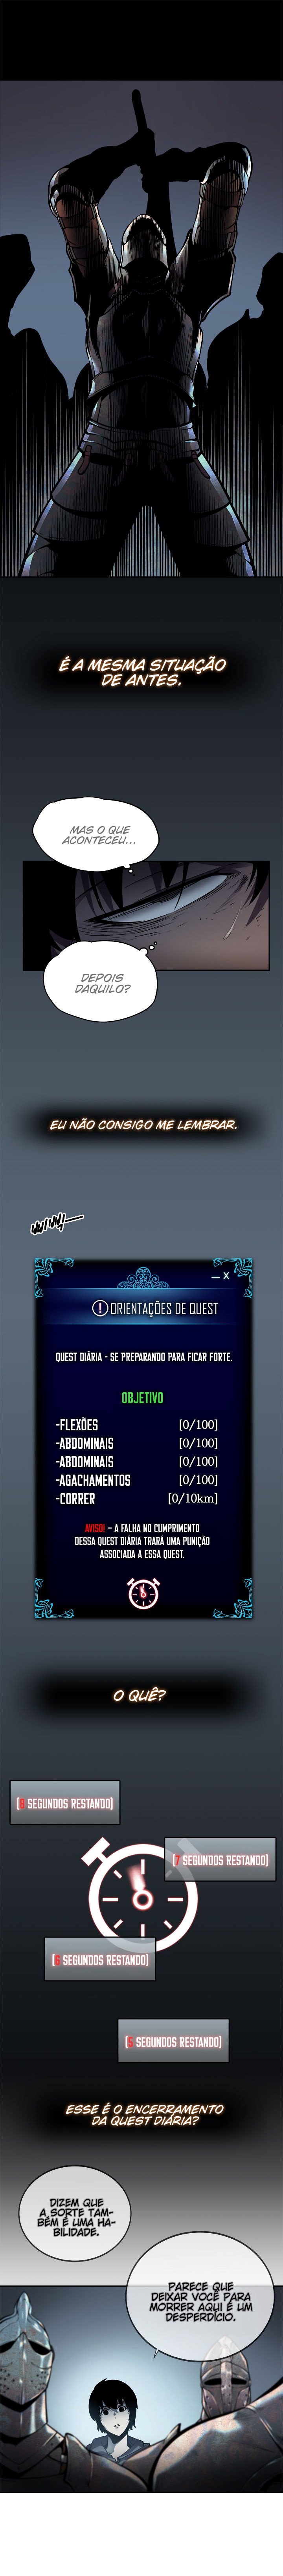 É A MESMA SITUAÇÃO
DE ANTES.
MAS O QUE
ACONTECEU...
DEPOIS
DAQUILO?
EU NÃO CONSIGO ME LEMBRAR.
— X
! ORIENTAÇÕES DE QUEST
QUEST DIÁRIA - SE PREPARANDO PARA FICAR FORTE.
OBJETIVO
-FLEXÕES [0/100]
-ABDOMINAIS [0/100]
-ABDOMINAIS [0/100]
-AGACHAMENTOS [0/100]
-CORRER [0/10km]
AVISO! - A FALHA NO CUMPRIMENTO
DESSA QUEST DIÁRIA TRARÁ UMA PUNIÇÃO
ASSOCIADA A ESSA QUEST.
O QUÊ?
SEGUNDOS RESTANDO]
[7 SEGUNDOS RESTANDO]
SEGUNDOS RESTANDO]
[5 SEGUNDOS RESTANDO]
ESSE É O ENCERRAMENTO
DA QUEST DIÁRIA?
DIZEM QUE
A SORTE TAM-
BÉM É UMA HA-
BILIDADE.
PARECE QUE
DEIXAR VOCÊ PARA
MORRER AQUI É UM
DESPERDÍCIO.